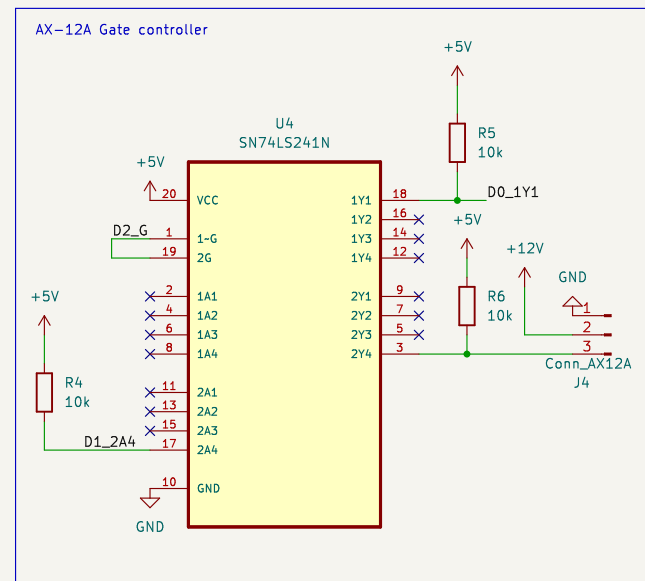 AX-12A Gate controller
+5V
R5
10k
U4
SN74LS241N
+5V
20
VCC
1Y1
18
D0_1Y1
1Y2
16
+5V
D2_G
1
1~G
1Y3
14
19
2G
1Y4
12
+12V
GND
+5V
2
1A1
2Y1
9
R6
10k
1
4
1A2
2Y2
7
6
1A3
2Y3
5
2
8
1A4
2Y4
3
3
Conn_AX12A
J4
R4
10k
11
2A1
13
2A2
15
2A3
D1_2A4
17
2A4
10
GND
GND